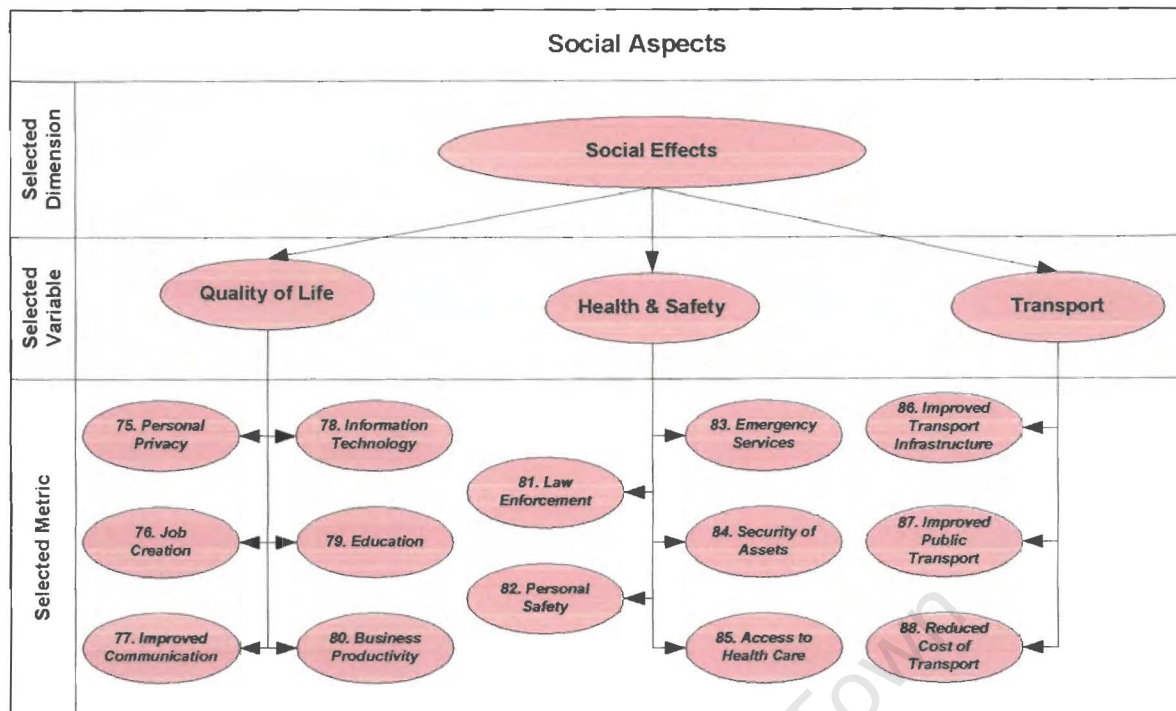 Social Aspects
Selected
Dimension
Social Effects
Selected
Variable
Quality of Life
Health & Safety
Transport
Selected Metric
75. Personal
Privacy
78. Information
Technology
76. Job
Creation
79. Education
77. Improved
Communication
80. Business
Productivity
81. Law
Enforcement
82. Personal
Safety
83. Emergency
Services
84. Security of
Assets
85. Access to
Health Care
86. Improved
Transport
Infrastructure
87. Improved
Public
Transport
88. Reduced
Cost of
Transport
Town